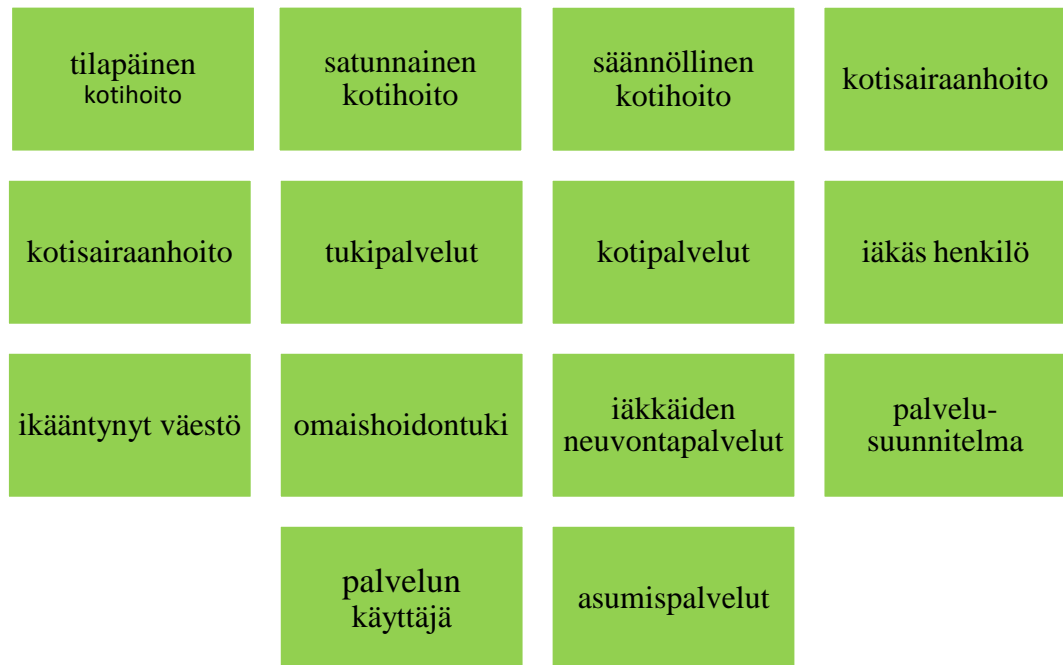 tilapäinen
kotihoito
satunnainen
kotihoito
säännöllinen
kotihoito
kotisairaanhoito
kotisairaanhoito
tukipalvelut
kotipalvelut
iäkäs henkilö
ikääntynyt väestö
omaishoidontuki
iäkkäiden
neuvontapalvelut
palvelu-
suunnitelma
palvelun
käyttäjä
asumispalvelut